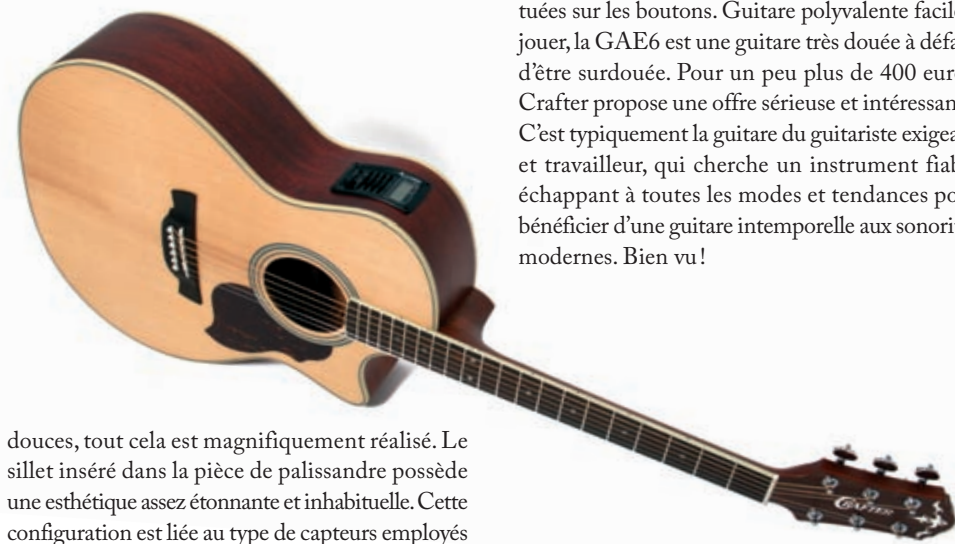 douces, tout cela est magnifiquement réalisé. Le
sillet inséré dans la pièce de palissandre possède
une esthétique assez étonnante et inhabituelle. Cette
configuration est liée au type de capteurs employés
tuées sur les boutons. Guitare polyvalente facile
jouer, la GAE6 est une guitare très douée à
d’être surdouée. Pour un peu plus de 400
Crafter propose une offre sérieuse et
C’est typiquement la guitare du guitariste
et travailleur, qui cherche un instrument
échappant à toutes les modes et tendances
bénéficier d’une guitare intemporelle aux
modernes. Bien vu !
CRAFTER